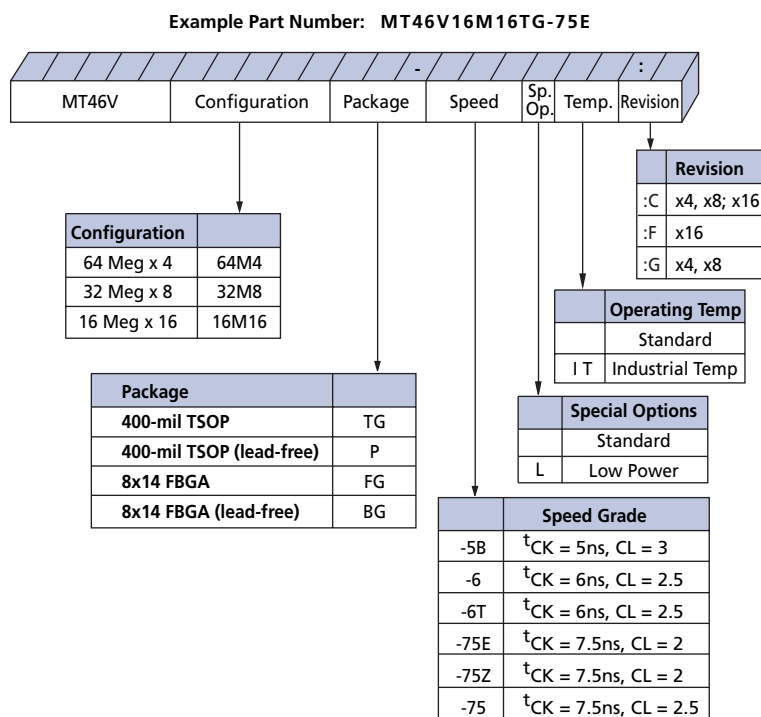 Example Part Number: MT46V16M16TG-75E
- :
MT46V Configuration Package Speed Sp. Op. Temp. Revision
Revision
:C x4, x8; x16
:F x16
:G x4, x8
Configuration
64 Meg x 4 64M4
32 Meg x 8 32M8
16 Meg x 16 16M16
Operating Temp
Standard
I T Industrial Temp
Package
400-mil TSOP TG
400-mil TSOP (lead-free) P
8x14 FBGA FG
8x14 FBGA (lead-free) BG
Special Options
Standard
L Low Power
Speed Grade
-5B tCK = 5ns, CL = 3
-6 tCK = 6ns, CL = 2.5
-6T tCK = 6ns, CL = 2.5
-75E tCK = 7.5ns, CL = 2
-75Z tCK = 7.5ns, CL = 2
-75 tCK = 7.5ns, CL = 2.5